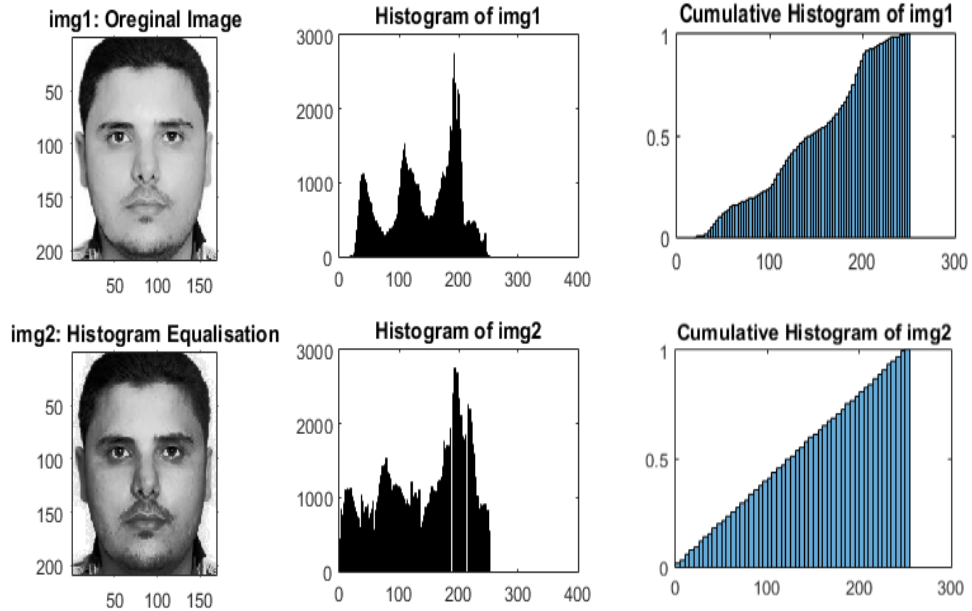 img1: Oreginal Image
50
100
150
200
50 100 150
Histogram of img1
3000
2000
1000
0
0 100 200 300 400
Cumulative Histogram of img1
1
0.5
0
0 100 200 300
img2: Histogram Equalisation
50
100
150
200
50 100 150
Histogram of img2
3000
2000
1000
0
0 100 200 300 400
Cumulative Histogram of img2
1
0.5
0
0 100 200 300